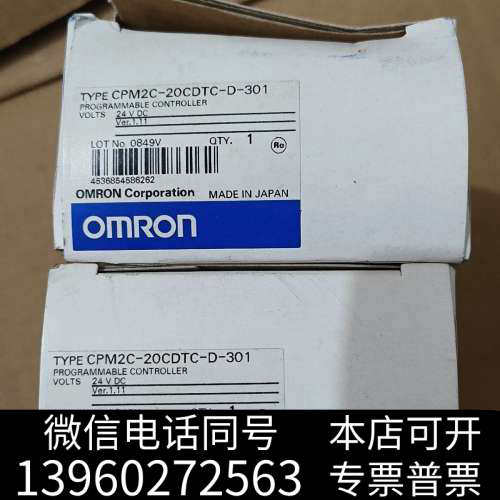 TYPE CPM2C-20CDTC-D-301
PROGRAMMABLE CONTROLLER
VOLTS 24 V DC
Ver.1.11
LOT No. 0849V QTY. 1 Ro
4536854586262
OMRON Corporation MADE IN JAPAN
OMRON
TYPE CPM2C-20CDTC-D-301
PROGRAMMABLE CONTROLLER
VOLTS 24 V DC
Ver.1.11
微信电话同号 本店可开
13960272563 专票普票